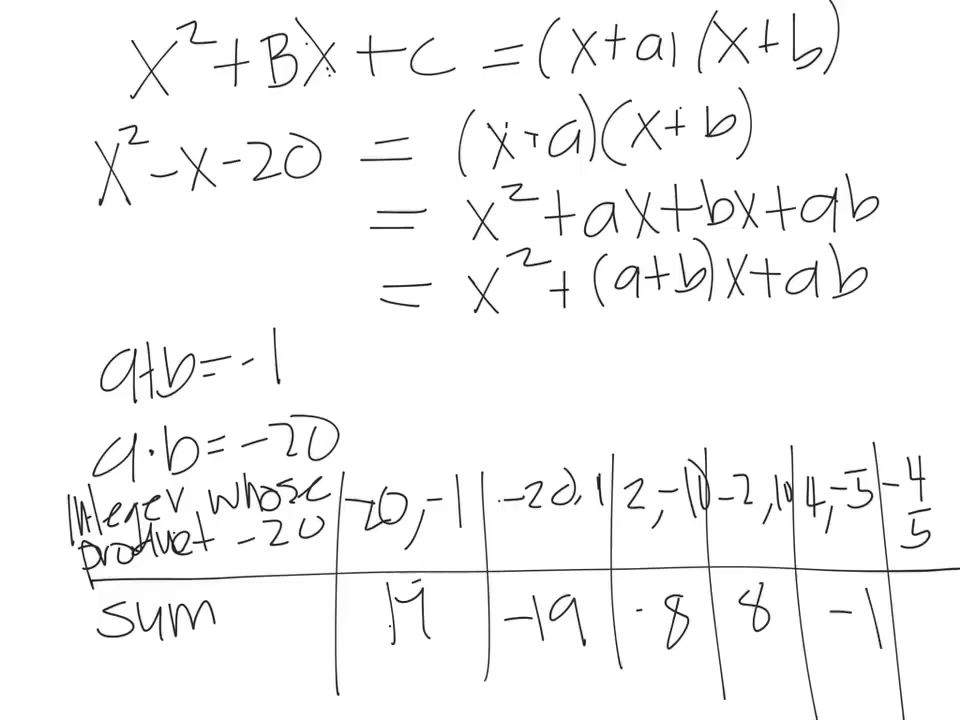 x² + Bx + c = (x+a) (x+b)
x² - x - 20 = (x+a)(x+b)
= x² + ax + bx + ab
= x² + (a+b)x + ab
a+b = -1
a·b = -20
Integer whose product -20 | 20, -1 | -20, 1 | 2, -10 | -2, 10 | 4, -5 | -4 5
sum | 19 | -19 | -8 | 8 | -1